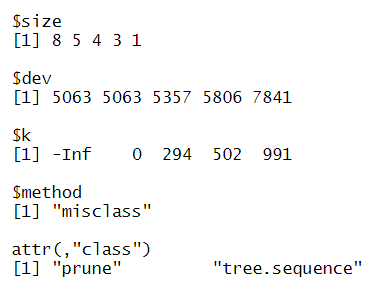 $size
[1] 8 5 4 3 1
$dev
[1] 5063 5063 5357 5806 7841
$k
[1] -Inf    0  294  502  991
$method
[1] "misclass"
attr(,"class")
[1] "prune"         "tree.sequence"